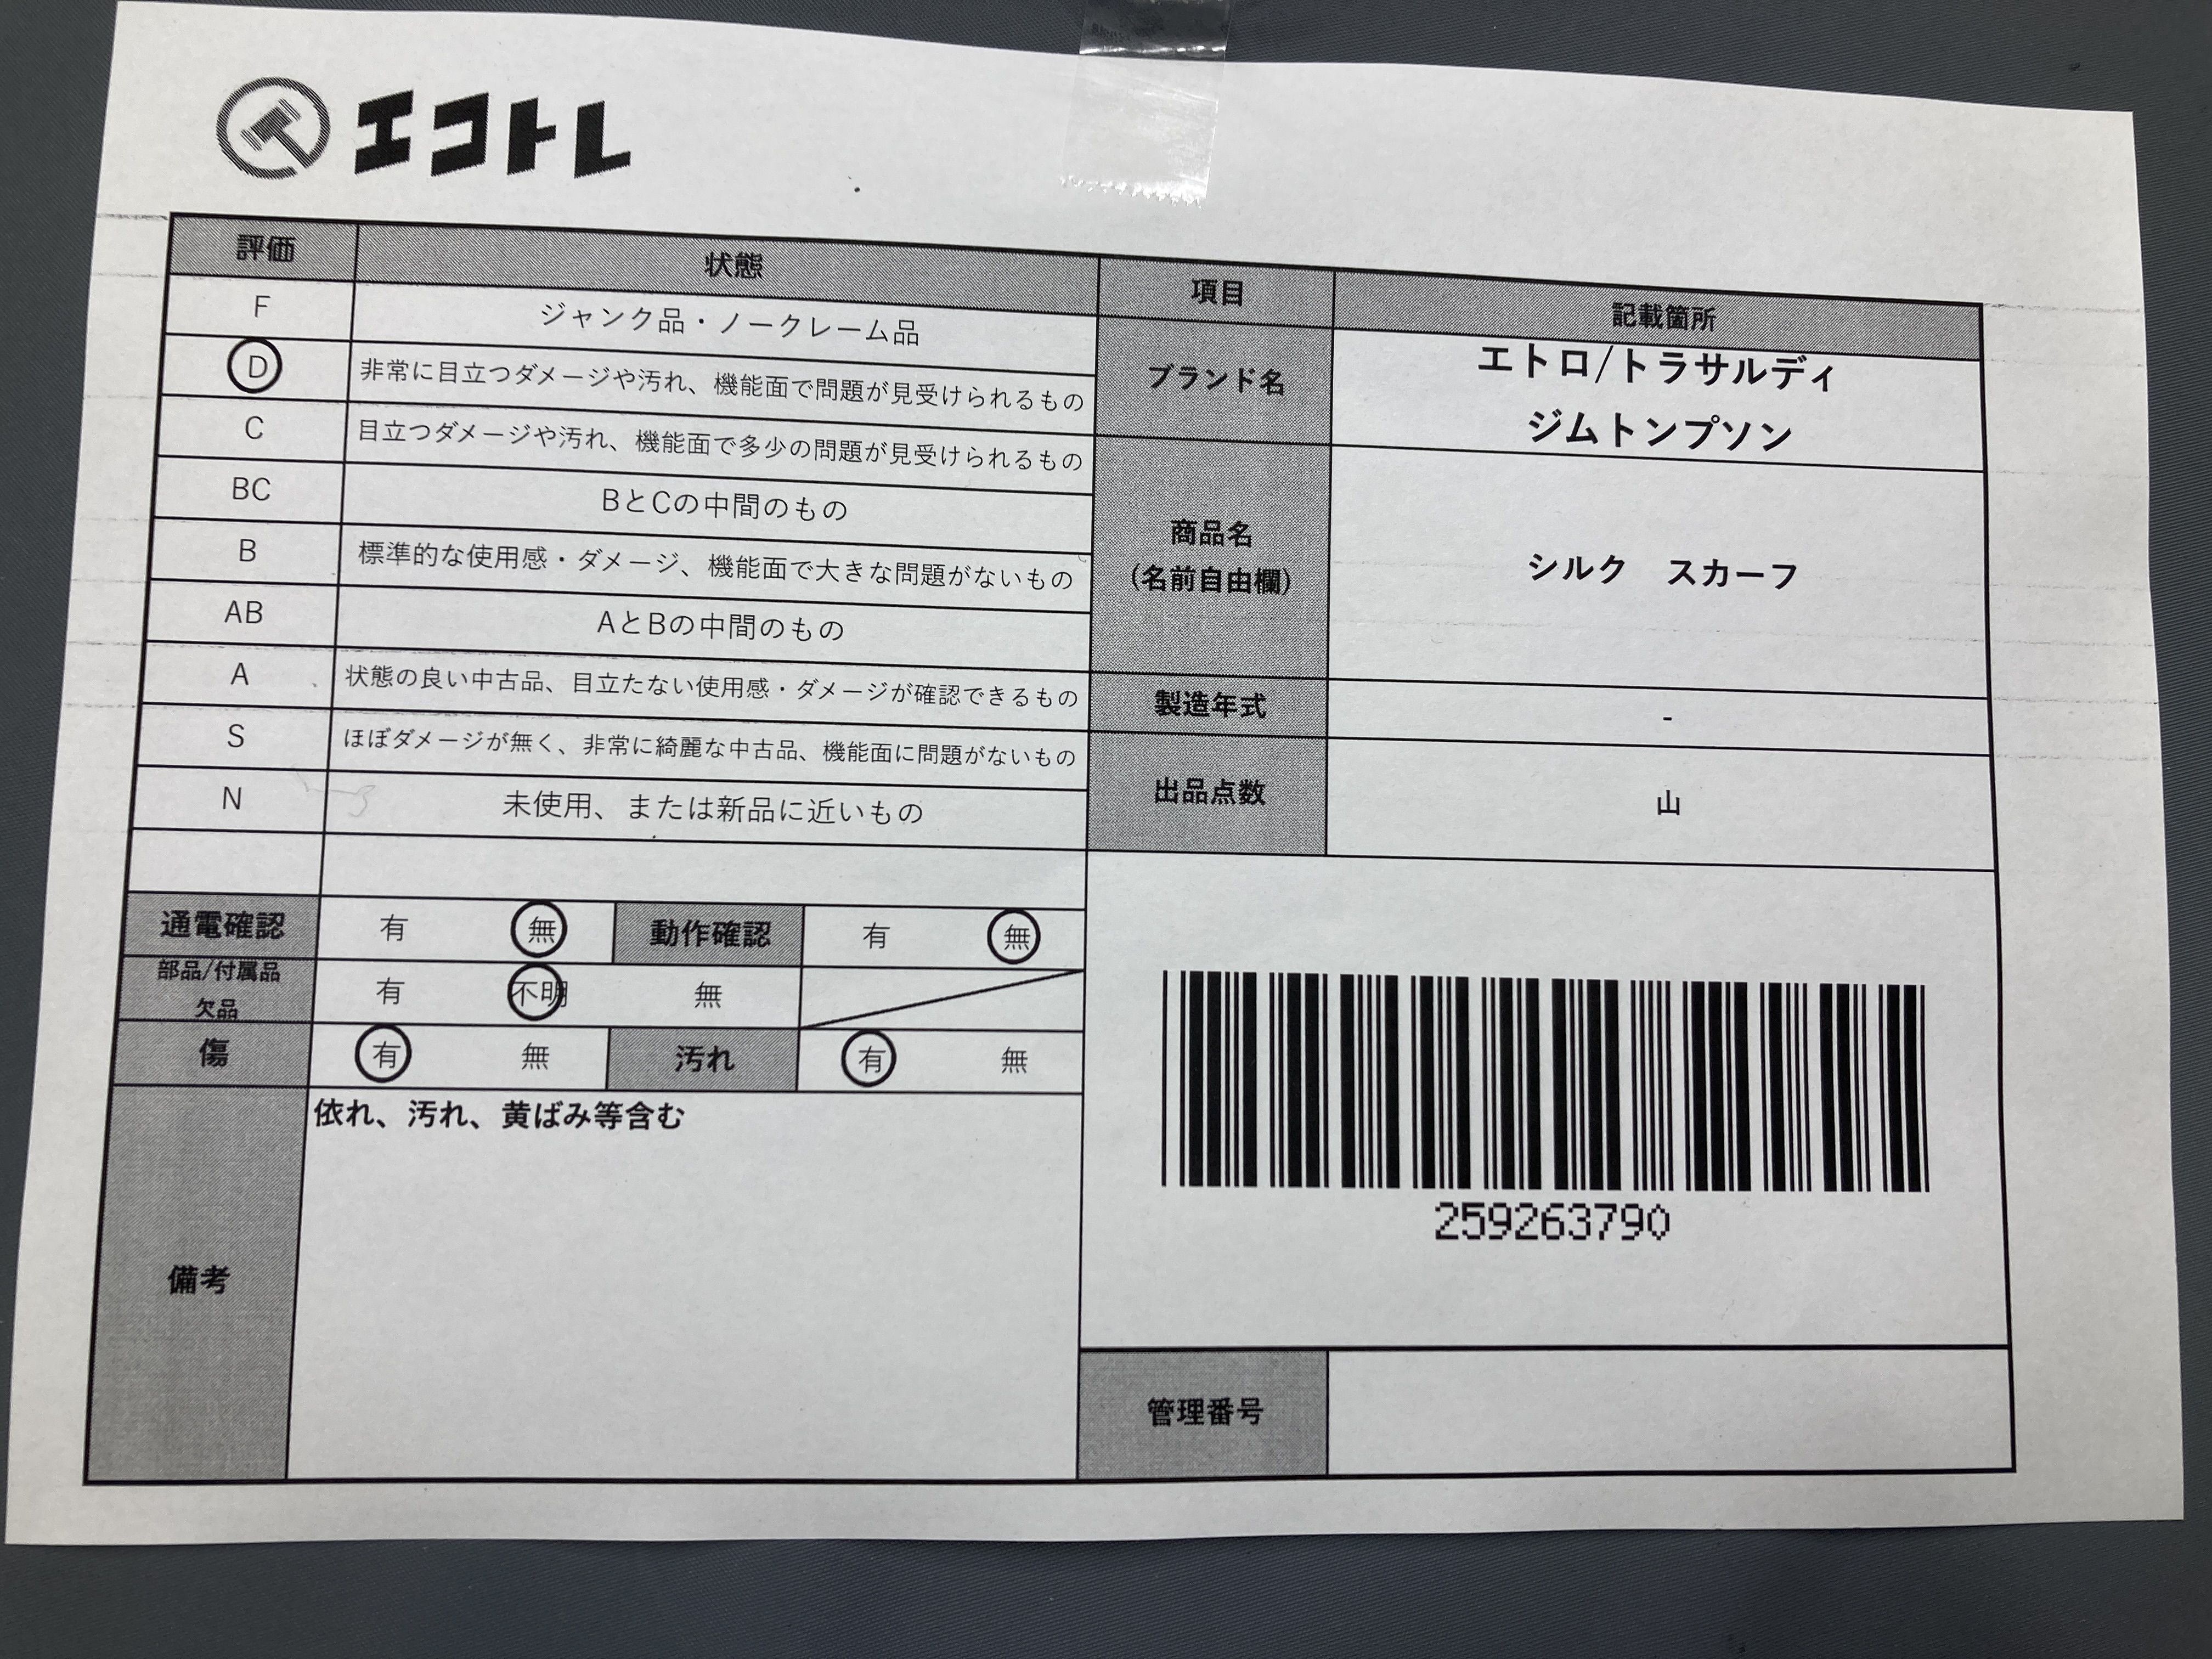 エコトレ
評価 状態
F ジャンク品・ノークレーム品
D 非常に目立つダメージや汚れ、機能面で問題が見受けられるもの
C 目立つダメージや汚れ、機能面で多少の問題が見受けられるもの
BC BとCの中間のもの
B 標準的な使用感・ダメージ、機能面で大きな問題がないもの
AB AとBの中間のもの
A 状態の良い中古品、目立たない使用感・ダメージが確認できるもの
S ほぼダメージが無く、非常に綺麗な中古品、機能面に問題がないもの
N 未使用、または新品に近いもの
通電確認 有 無 動作確認 有 無
部品/付属品
欠品 有 不明 無
傷 有 無 汚れ 有 無
備考 依れ、汚れ、黄ばみ等含む
項目 記載箇所
ブランド名 エトロ/トラサルディ
ジムトンプソン
商品名
(名前自由欄) シルク スカーフ
製造年式 -
出品点数 山
259263790
管理番号